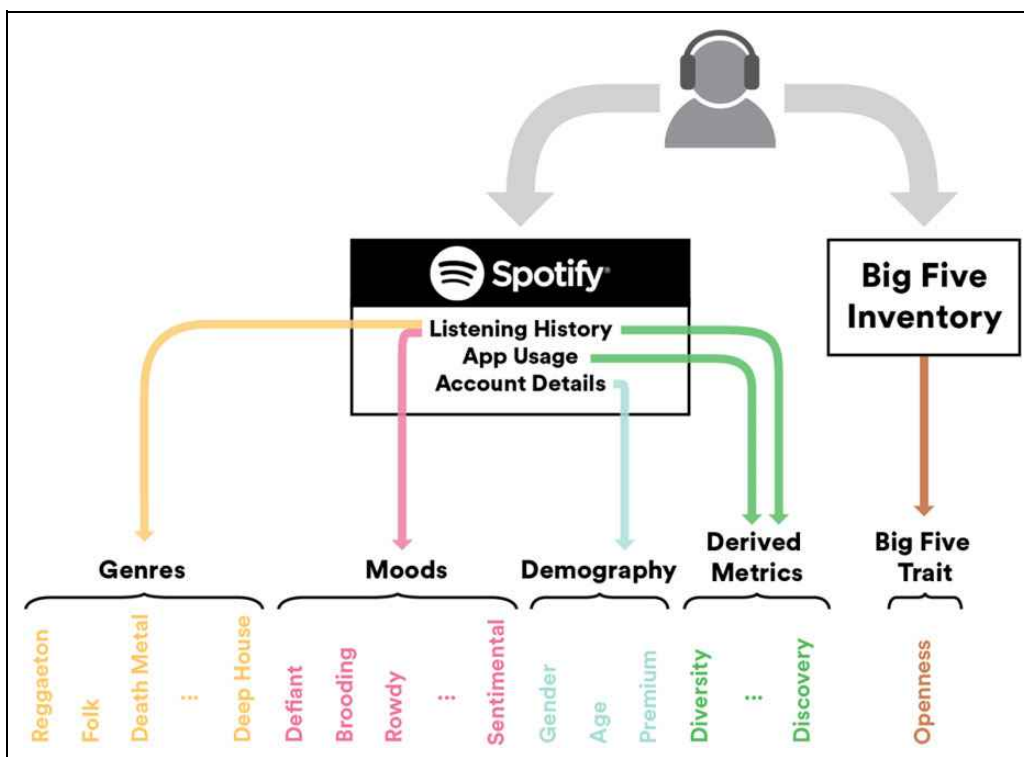 Spotify®
Listening History
App Usage
Account Details
Big Five
Inventory
Genres
Moods
Demography
Derived
Metrics
Big Five
Trait
Reggaeton
Folk
Death Metal
...
Deep House
Defiant
Brooding
Rowdy
...
Sentimental
Gender
Age
Premium
Diversity
...
Discovery
Openness